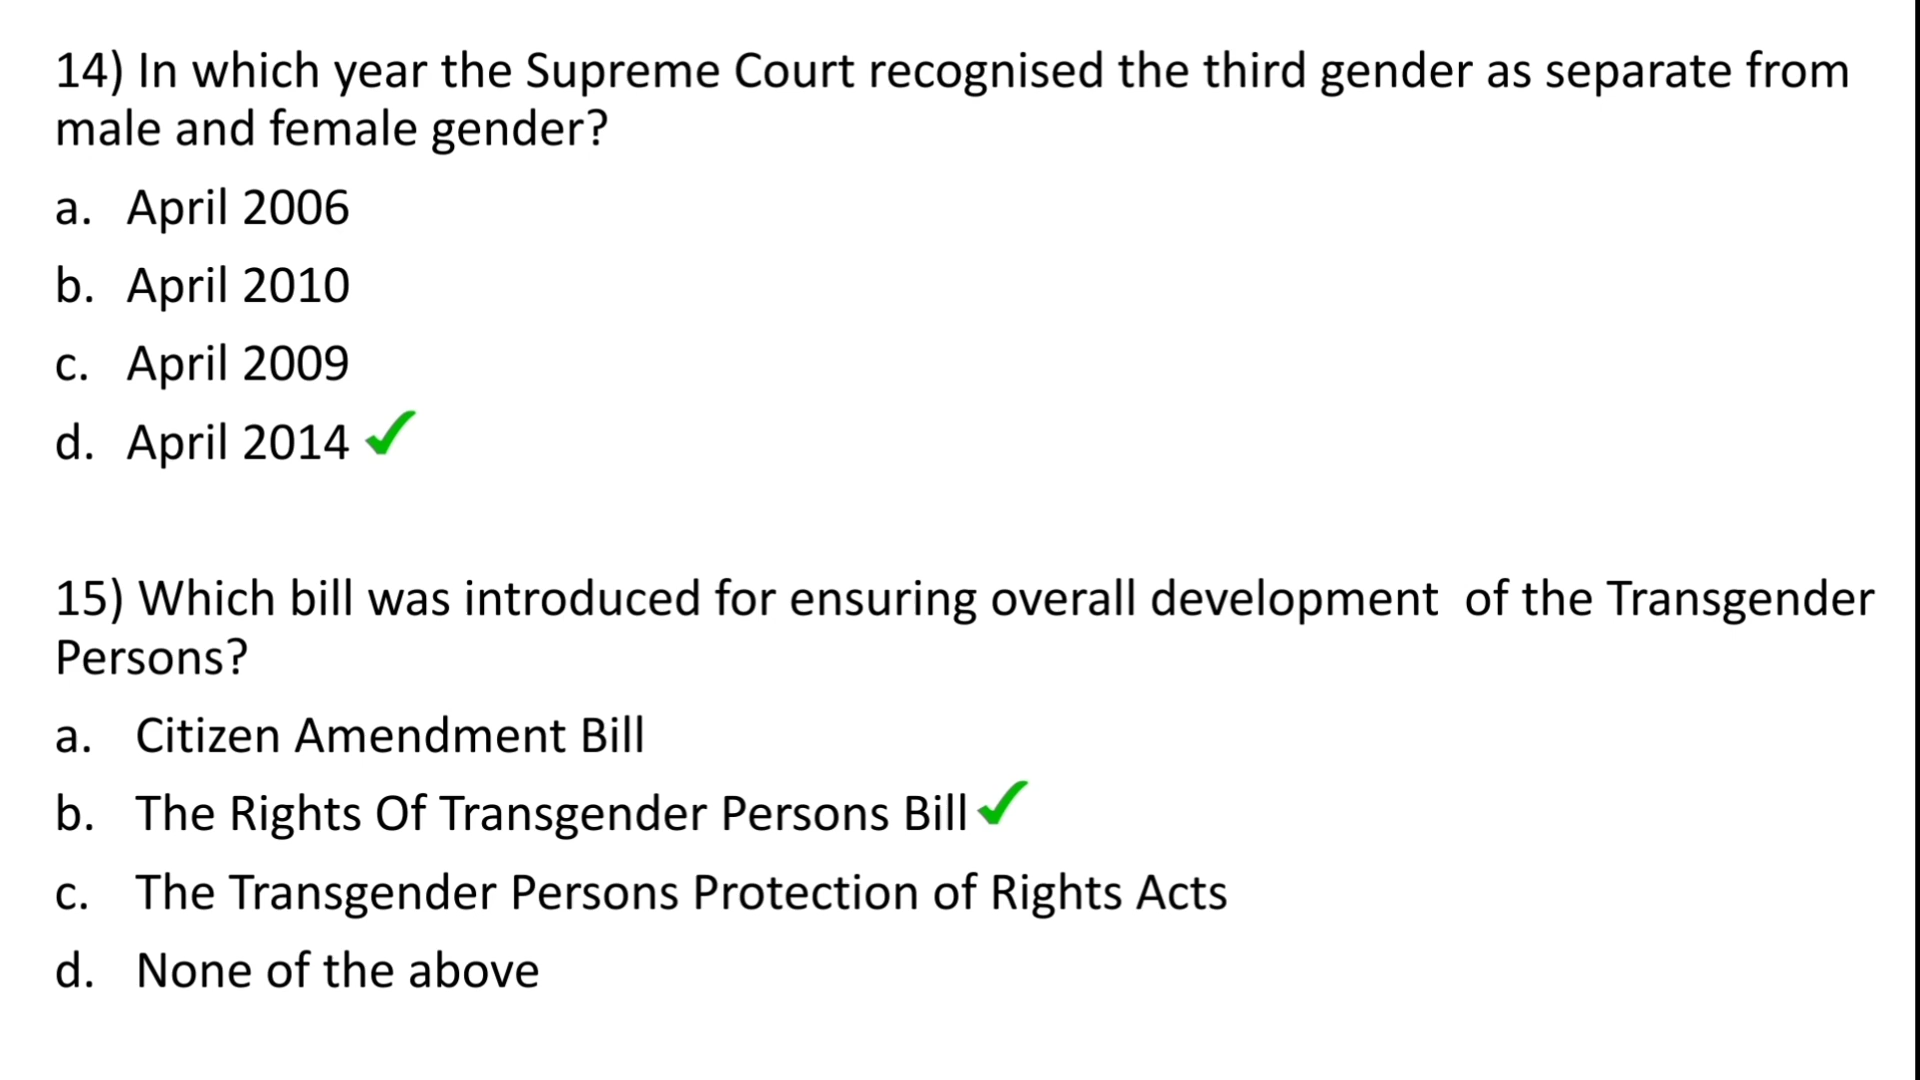 14) In which year the Supreme Court recognised the third gender as separate from
male and female gender?
a. April 2006
b. April 2010
c. April 2009
d. April 2014
15) Which bill was introduced for ensuring overall development of the Transgender
Persons?
a. Citizen Amendment Bill
b. The Rights Of Transgender Persons Bill
c. The Transgender Persons Protection of Rights Acts
d. None of the above